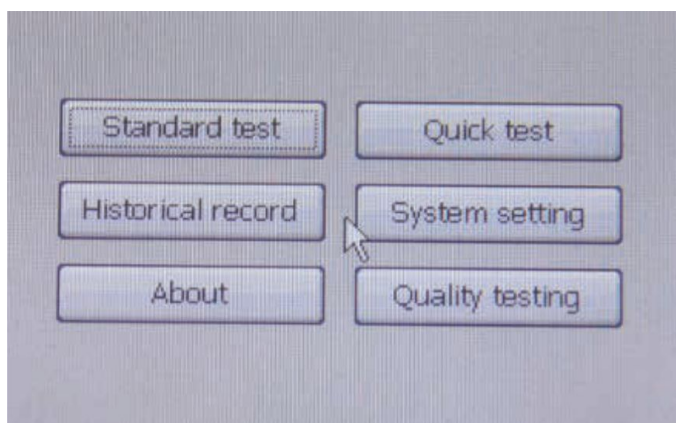 Standard test
Quick test
Historical record
System setting
About
Quality testing